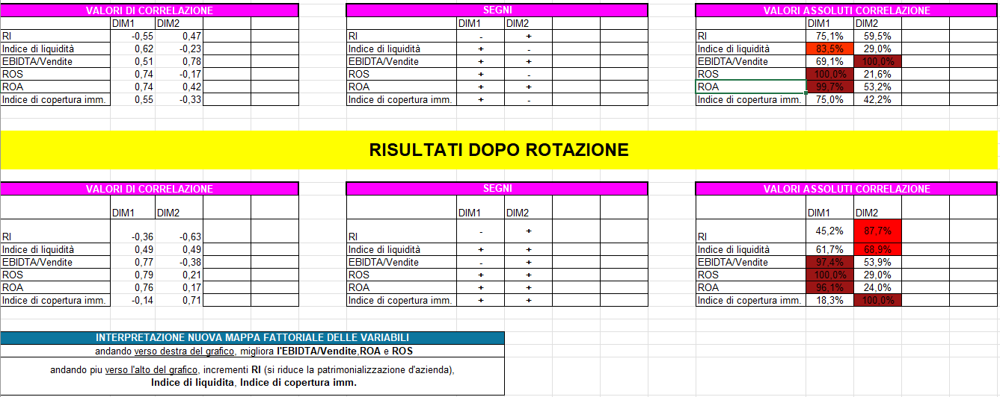 VALORI DI CORRELAZIONE SEGNI VALORI ASSOLUTI CORRELAZIONE
DIM1 DIM2 DIM1 DIM2 DIM1 DIM2
RI -0,55 0,47 RI - + RI 75,1% 59,5%
Indice di liquidità 0,62 -0,23 Indice di liquidità + - Indice di liquidità 83,5% 29,0%
EBIDTA/Vendite 0,51 0,78 EBIDTA/Vendite + + EBIDTA/Vendite 69,1% 100,0%
ROS 0,74 -0,17 ROS + - ROS 100,0% 21,6%
ROA 0,74 0,42 ROA + + ROA 99,7% 53,2%
Indice di copertura imm. 0,55 -0,33 Indice di copertura imm. + - Indice di copertura imm. 75,0% 42,2%
RISULTATI DOPO ROTAZIONE
VALORI DI CORRELAZIONE SEGNI VALORI ASSOLUTI CORRELAZIONE
DIM1 DIM2 DIM1 DIM2 DIM1 DIM2
RI -0,36 -0,63 RI - + RI 45,2% 87,7%
Indice di liquidità 0,49 0,49 Indice di liquidità + + Indice di liquidità 61,7% 68,9%
EBIDTA/Vendite 0,77 -0,38 EBIDTA/Vendite - + EBIDTA/Vendite 97,4% 53,9%
ROS 0,79 0,21 ROS + + ROS 100,0% 29,0%
ROA 0,76 0,17 ROA + + ROA 96,1% 24,0%
Indice di copertura imm. -0,14 0,71 Indice di copertura imm. + + Indice di copertura imm. 18,3% 100,0%
INTERPRETAZIONE NUOVA MAPPA FATTORIALE DELLE VARIABILI
andando verso destra del grafico, migliora l'EBIDTA/Vendite,ROA e ROS
andando piu verso l'alto del grafico, incrementi RI (si riduce la patrimonializzazione d'azienda),
Indice di liquidita, Indice di copertura imm.